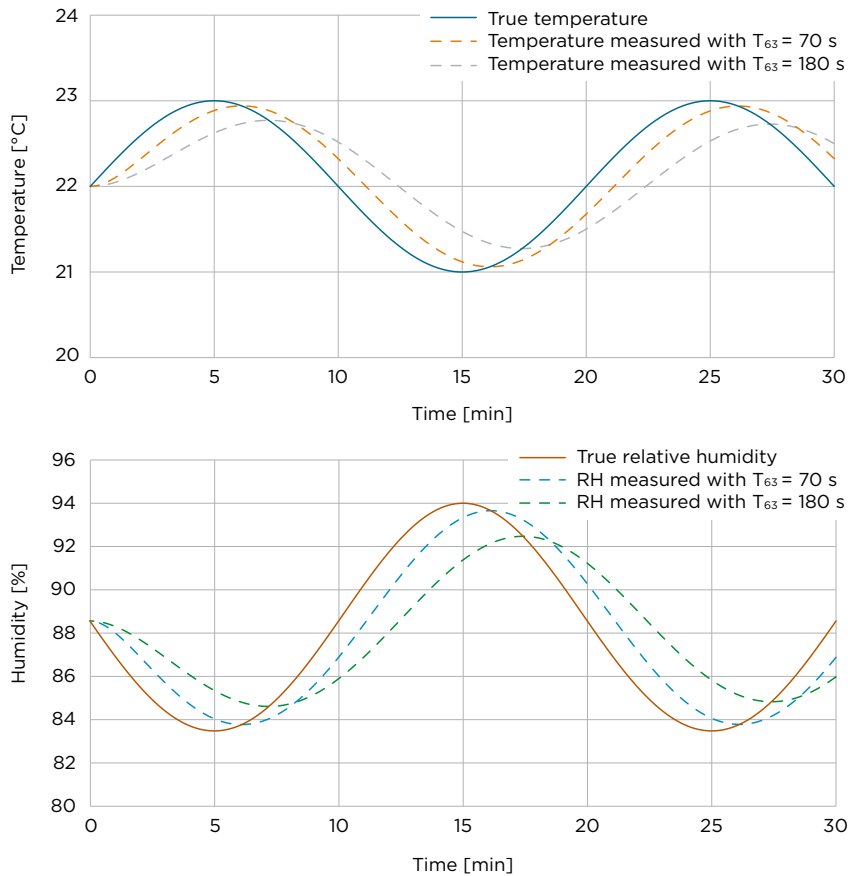 True temperature
Temperature measured with T₆₃ = 70 s
Temperature measured with T₆₃ = 180 s
24
23
22
21
20
Temperature [°C]
0 5 10 15 20 25 30
Time [min]
True relative humidity
RH measured with T₆₃ = 70 s
RH measured with T₆₃ = 180 s
96
94
92
90
88
86
84
82
80
Humidity [%]
0 5 10 15 20 25 30
Time [min]